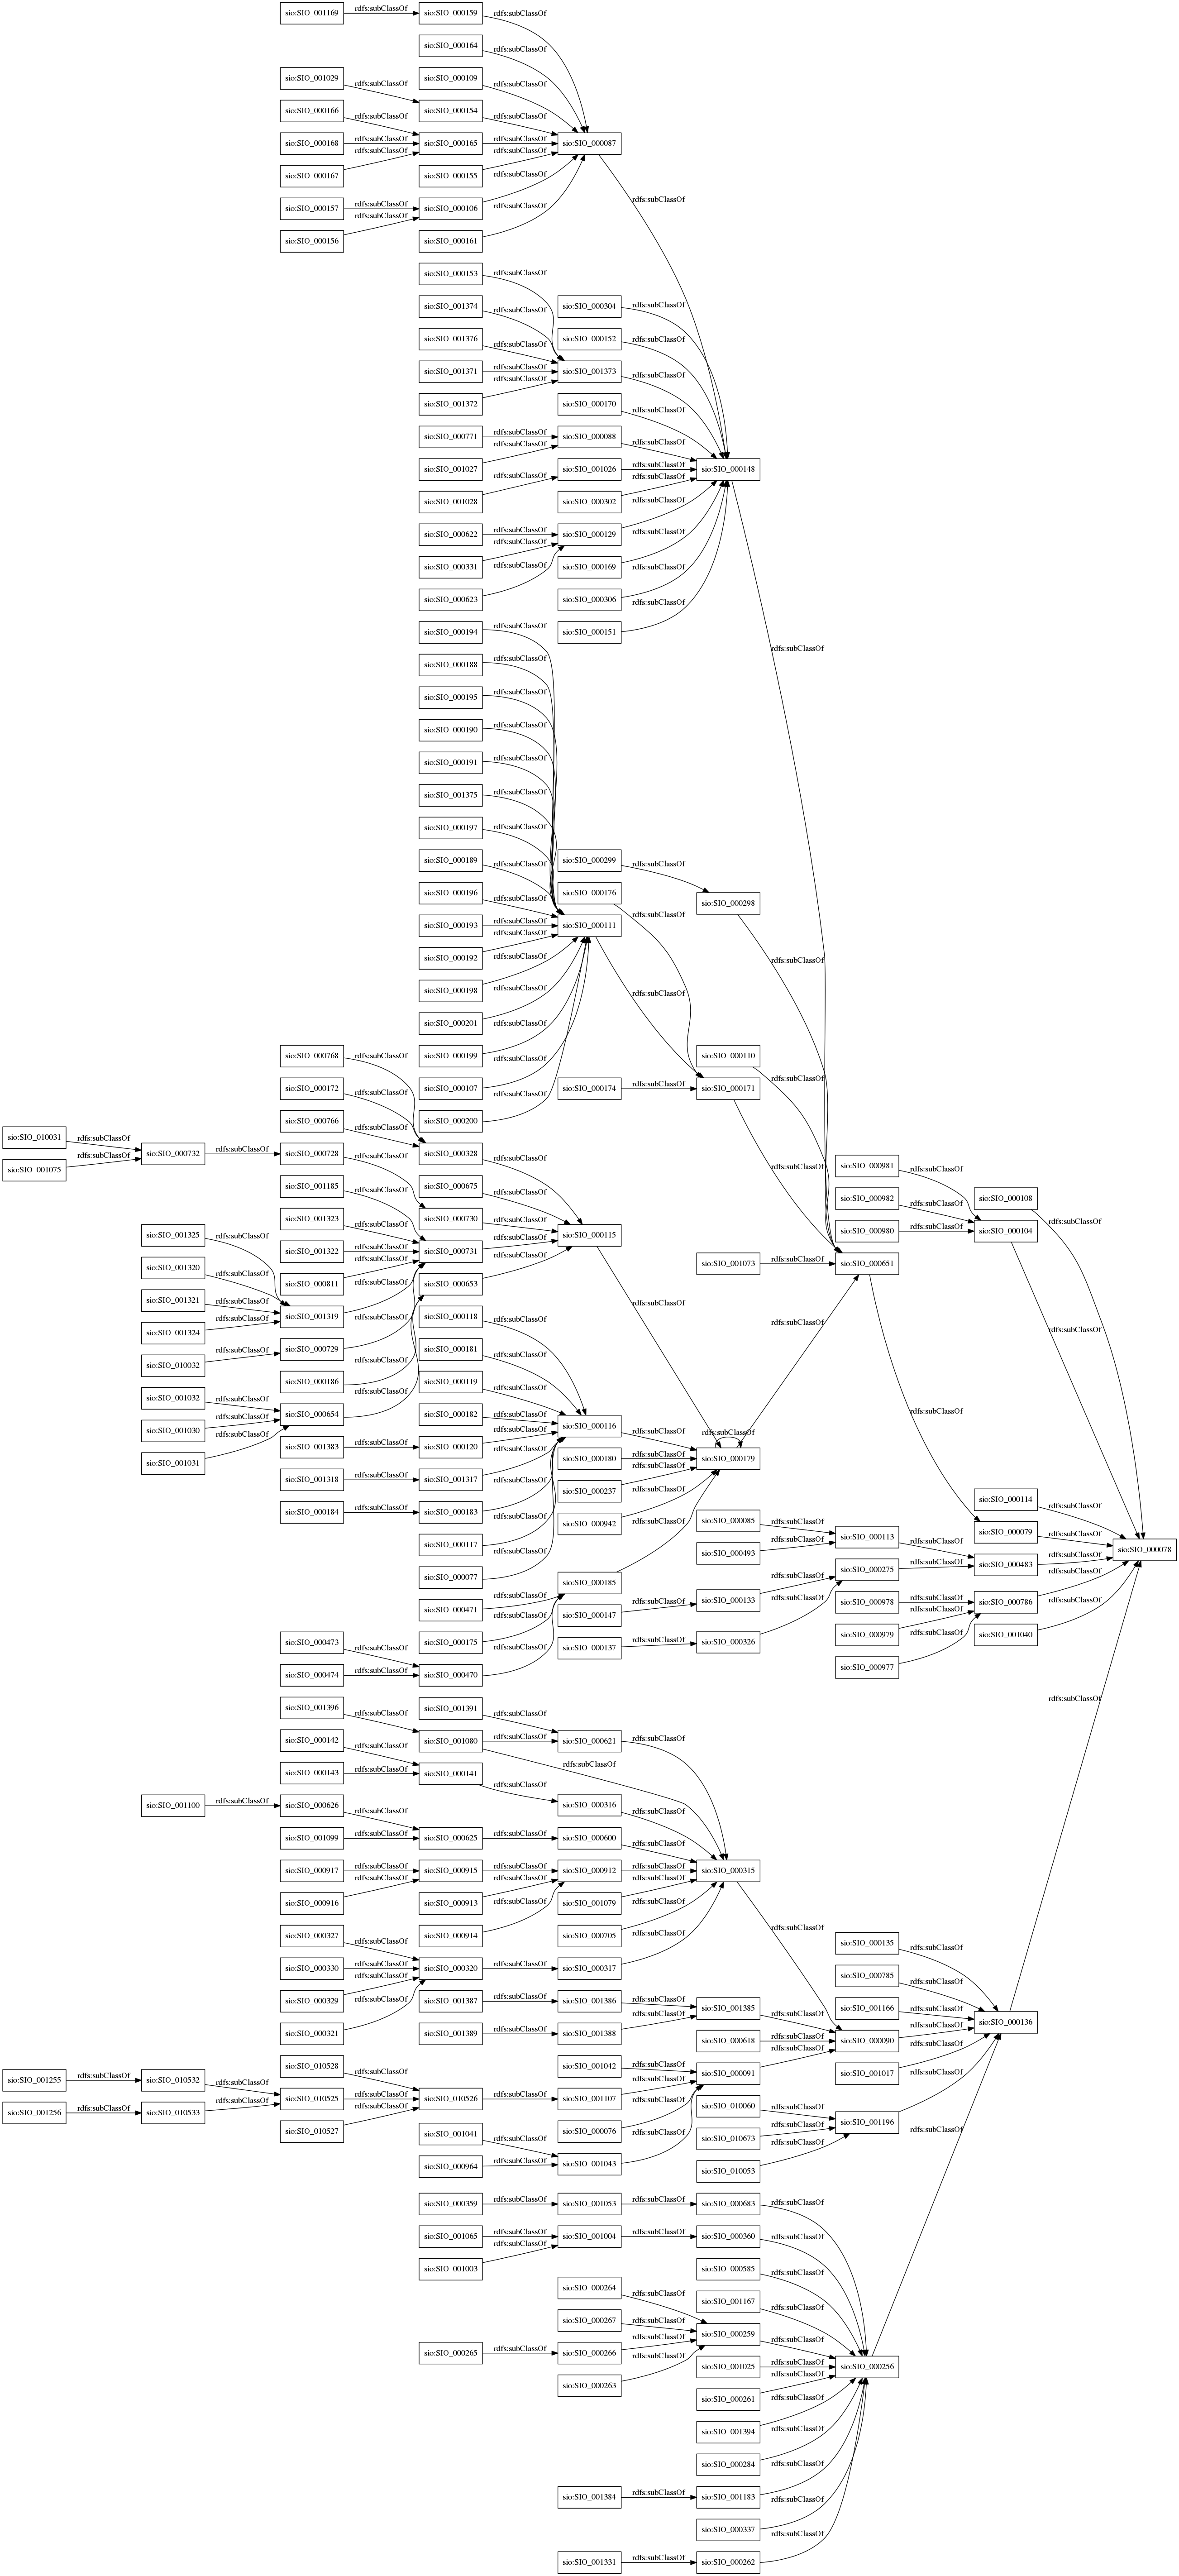 sio:SIO_001169 rdfs:subClassOf sio:SIO_000159 rdfs:subClassOf
sio:SIO_000164 rdfs:subClassOf
sio:SIO_001029 rdfs:subClassOf sio:SIO_000109 rdfs:subClassOf
sio:SIO_000166 rdfs:subClassOf sio:SIO_000154 rdfs:subClassOf
sio:SIO_000168 rdfs:subClassOf sio:SIO_000165 rdfs:subClassOf sio:SIO_000087
sio:SIO_000167 rdfs:subClassOf sio:SIO_000155 rdfs:subClassOf
sio:SIO_000157 rdfs:subClassOf sio:SIO_000106 rdfs:subClassOf rdfs:subClassOf
sio:SIO_000156 rdfs:subClassOf sio:SIO_000161 rdfs:subClassOf
sio:SIO_000153 rdfs:subClassOf
sio:SIO_001374 rdfs:subClassOf sio:SIO_000304 rdfs:subClassOf
sio:SIO_001376 rdfs:subClassOf sio:SIO_000152 rdfs:subClassOf
sio:SIO_001371 rdfs:subClassOf sio:SIO_001373 rdfs:subClassOf
sio:SIO_001372 rdfs:subClassOf sio:SIO_000170 rdfs:subClassOf
sio:SIO_000771 rdfs:subClassOf sio:SIO_000088 rdfs:subClassOf
sio:SIO_001027 rdfs:subClassOf sio:SIO_001026 rdfs:subClassOf sio:SIO_000148
sio:SIO_001028 rdfs:subClassOf sio:SIO_000302 rdfs:subClassOf
sio:SIO_000622 rdfs:subClassOf sio:SIO_000129 rdfs:subClassOf
sio:SIO_000331 rdfs:subClassOf sio:SIO_000169 rdfs:subClassOf
sio:SIO_000623 rdfs:subClassOf sio:SIO_000306 rdfs:subClassOf
sio:SIO_000194 rdfs:subClassOf sio:SIO_000151 rdfs:subClassOf
sio:SIO_000188 rdfs:subClassOf rdfs:subClassOf
sio:SIO_000195 rdfs:subClassOf
sio:SIO_000190 rdfs:subClassOf
sio:SIO_000191 rdfs:subClassOf
sio:SIO_001375 rdfs:subClassOf
sio:SIO_000197 rdfs:subClassOf
sio:SIO_000189 rdfs:subClassOf sio:SIO_000299 rdfs:subClassOf
sio:SIO_000196 rdfs:subClassOf sio:SIO_000176 rdfs:subClassOf sio:SIO_000298
sio:SIO_000193 rdfs:subClassOf sio:SIO_000111
sio:SIO_000192 rdfs:subClassOf rdfs:subClassOf
sio:SIO_000198 rdfs:subClassOf rdfs:subClassOf
sio:SIO_000201 rdfs:subClassOf
sio:SIO_000768 rdfs:subClassOf sio:SIO_000199 rdfs:subClassOf sio:SIO_000110 rdfs:subClassOf
sio:SIO_000172 rdfs:subClassOf sio:SIO_000107 rdfs:subClassOf sio:SIO_000174 rdfs:subClassOf sio:SIO_000171
sio:SIO_000766 rdfs:subClassOf sio:SIO_000200
sio:SIO_010031 rdfs:subClassOf sio:SIO_000732 rdfs:subClassOf sio:SIO_000728 rdfs:subClassOf sio:SIO_000328 rdfs:subClassOf
sio:SIO_001075 rdfs:subClassOf rdfs:subClassOf sio:SIO_000981 rdfs:subClassOf
sio:SIO_001185 rdfs:subClassOf sio:SIO_000675 rdfs:subClassOf sio:SIO_000982 rdfs:subClassOf sio:SIO_000108 rdfs:subClassOf
sio:SIO_001323 rdfs:subClassOf sio:SIO_000730 rdfs:subClassOf sio:SIO_000115 sio:SIO_000980 rdfs:subClassOf sio:SIO_000104
sio:SIO_001325 rdfs:subClassOf sio:SIO_001322 rdfs:subClassOf sio:SIO_000731 rdfs:subClassOf
sio:SIO_001320 rdfs:subClassOf sio:SIO_000811 rdfs:subClassOf sio:SIO_000653 rdfs:subClassOf sio:SIO_001073 rdfs:subClassOf sio:SIO_000651
sio:SIO_001321 rdfs:subClassOf sio:SIO_001319 rdfs:subClassOf sio:SIO_000118 rdfs:subClassOf rdfs:subClassOf
sio:SIO_001324 rdfs:subClassOf rdfs:subClassOf rdfs:subClassOf rdfs:subClassOf
sio:SIO_010032 rdfs:subClassOf sio:SIO_000729 rdfs:subClassOf sio:SIO_000181 rdfs:subClassOf
sio:SIO_000186 rdfs:subClassOf sio:SIO_000119 rdfs:subClassOf
sio:SIO_001032 rdfs:subClassOf sio:SIO_000654 sio:SIO_000182 rdfs:subClassOf rdfs:subClassOf
sio:SIO_001030 rdfs:subClassOf sio:SIO_000116 rdfs:subClassOf rdfs:subClassOf
sio:SIO_001031 rdfs:subClassOf sio:SIO_001383 rdfs:subClassOf sio:SIO_000120 rdfs:subClassOf sio:SIO_000180 rdfs:subClassOf sio:SIO_000179
sio:SIO_001318 rdfs:subClassOf sio:SIO_001317 rdfs:subClassOf sio:SIO_000237 rdfs:subClassOf
sio:SIO_000184 rdfs:subClassOf sio:SIO_000183 rdfs:subClassOf sio:SIO_000942 rdfs:subClassOf sio:SIO_000085 rdfs:subClassOf sio:SIO_000114 rdfs:subClassOf
sio:SIO_000117 rdfs:subClassOf rdfs:subClassOf sio:SIO_000493 rdfs:subClassOf sio:SIO_000113 rdfs:subClassOf sio:SIO_000079 rdfs:subClassOf sio:SIO_000078
sio:SIO_000077 rdfs:subClassOf sio:SIO_000185 sio:SIO_000275 rdfs:subClassOf sio:SIO_000483 rdfs:subClassOf
sio:SIO_000471 rdfs:subClassOf sio:SIO_000147 rdfs:subClassOf sio:SIO_000133 rdfs:subClassOf sio:SIO_000978 rdfs:subClassOf sio:SIO_000786 rdfs:subClassOf
sio:SIO_000473 rdfs:subClassOf sio:SIO_000175 rdfs:subClassOf sio:SIO_000137 rdfs:subClassOf sio:SIO_000326 rdfs:subClassOf sio:SIO_000979 rdfs:subClassOf sio:SIO_001040 rdfs:subClassOf
sio:SIO_000474 rdfs:subClassOf sio:SIO_000470 rdfs:subClassOf sio:SIO_000977 rdfs:subClassOf
sio:SIO_001396 rdfs:subClassOf sio:SIO_001391 rdfs:subClassOf rdfs:subClassOf
sio:SIO_000142 rdfs:subClassOf sio:SIO_001080 rdfs:subClassOf sio:SIO_000621 rdfs:subClassOf
sio:SIO_000143 rdfs:subClassOf sio:SIO_000141 rdfs:subClassOf rdfs:subClassOf
sio:SIO_001100 rdfs:subClassOf sio:SIO_000626 rdfs:subClassOf sio:SIO_000316 rdfs:subClassOf
sio:SIO_001099 rdfs:subClassOf sio:SIO_000625 rdfs:subClassOf sio:SIO_000600 rdfs:subClassOf
sio:SIO_000917 rdfs:subClassOf sio:SIO_000915 rdfs:subClassOf sio:SIO_000912 rdfs:subClassOf sio:SIO_000315
sio:SIO_000916 rdfs:subClassOf sio:SIO_000913 rdfs:subClassOf sio:SIO_001079 rdfs:subClassOf
sio:SIO_000327 rdfs:subClassOf sio:SIO_000914 rdfs:subClassOf sio:SIO_000705 rdfs:subClassOf rdfs:subClassOf sio:SIO_000135 rdfs:subClassOf
sio:SIO_000330 rdfs:subClassOf sio:SIO_000320 rdfs:subClassOf sio:SIO_000317 rdfs:subClassOf sio:SIO_000785 rdfs:subClassOf
sio:SIO_000329 rdfs:subClassOf sio:SIO_001387 rdfs:subClassOf sio:SIO_001386 rdfs:subClassOf sio:SIO_001385 rdfs:subClassOf sio:SIO_001166 rdfs:subClassOf sio:SIO_000136
sio:SIO_000321 rdfs:subClassOf sio:SIO_001389 rdfs:subClassOf sio:SIO_001388 rdfs:subClassOf sio:SIO_000618 rdfs:subClassOf sio:SIO_000090 rdfs:subClassOf
sio:SIO_001255 rdfs:subClassOf sio:SIO_010532 rdfs:subClassOf sio:SIO_010528 rdfs:subClassOf sio:SIO_001042 rdfs:subClassOf sio:SIO_000091 rdfs:subClassOf sio:SIO_001017 rdfs:subClassOf
sio:SIO_001256 rdfs:subClassOf sio:SIO_010533 rdfs:subClassOf sio:SIO_010525 rdfs:subClassOf sio:SIO_010526 rdfs:subClassOf sio:SIO_001107 rdfs:subClassOf sio:SIO_010060 rdfs:subClassOf sio:SIO_001196 rdfs:subClassOf
sio:SIO_010527 rdfs:subClassOf sio:SIO_001041 rdfs:subClassOf sio:SIO_000076 rdfs:subClassOf sio:SIO_010673 rdfs:subClassOf rdfs:subClassOf
sio:SIO_000964 rdfs:subClassOf sio:SIO_001043 rdfs:subClassOf sio:SIO_010053 rdfs:subClassOf
sio:SIO_000359 rdfs:subClassOf sio:SIO_001053 rdfs:subClassOf sio:SIO_000683 rdfs:subClassOf
sio:SIO_001065 rdfs:subClassOf sio:SIO_001004 rdfs:subClassOf sio:SIO_000360 rdfs:subClassOf
sio:SIO_001003 rdfs:subClassOf sio:SIO_000585 rdfs:subClassOf
sio:SIO_000264 rdfs:subClassOf sio:SIO_001167 rdfs:subClassOf
sio:SIO_000267 rdfs:subClassOf sio:SIO_000259 rdfs:subClassOf
sio:SIO_000265 rdfs:subClassOf sio:SIO_000266 rdfs:subClassOf sio:SIO_001025 rdfs:subClassOf sio:SIO_000256
sio:SIO_000263 rdfs:subClassOf sio:SIO_000261 rdfs:subClassOf
sio:SIO_001394 rdfs:subClassOf
sio:SIO_000284 rdfs:subClassOf
sio:SIO_001384 rdfs:subClassOf sio:SIO_001183 rdfs:subClassOf
sio:SIO_000337 rdfs:subClassOf
sio:SIO_001331 rdfs:subClassOf sio:SIO_000262 rdfs:subClassOf